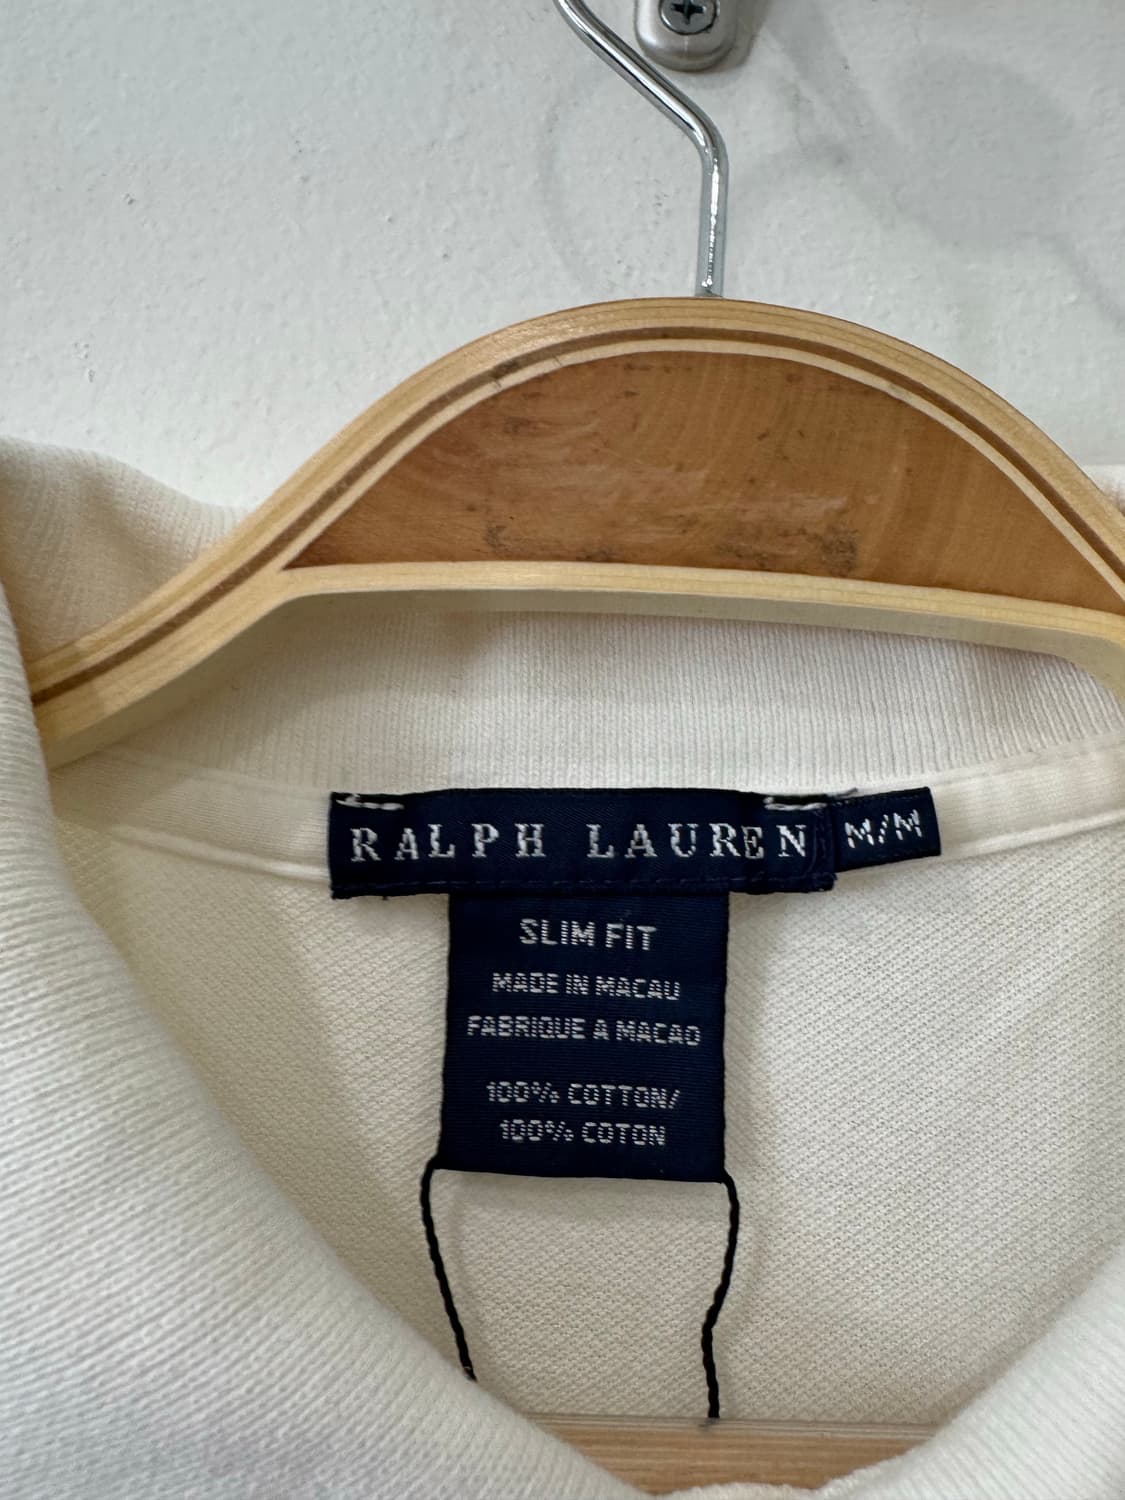 RALPH LAUREN M/M
SLIM FIT
MADE IN MACAU
FABRIQUE A MACAO
100% COTTON/
100% COTON